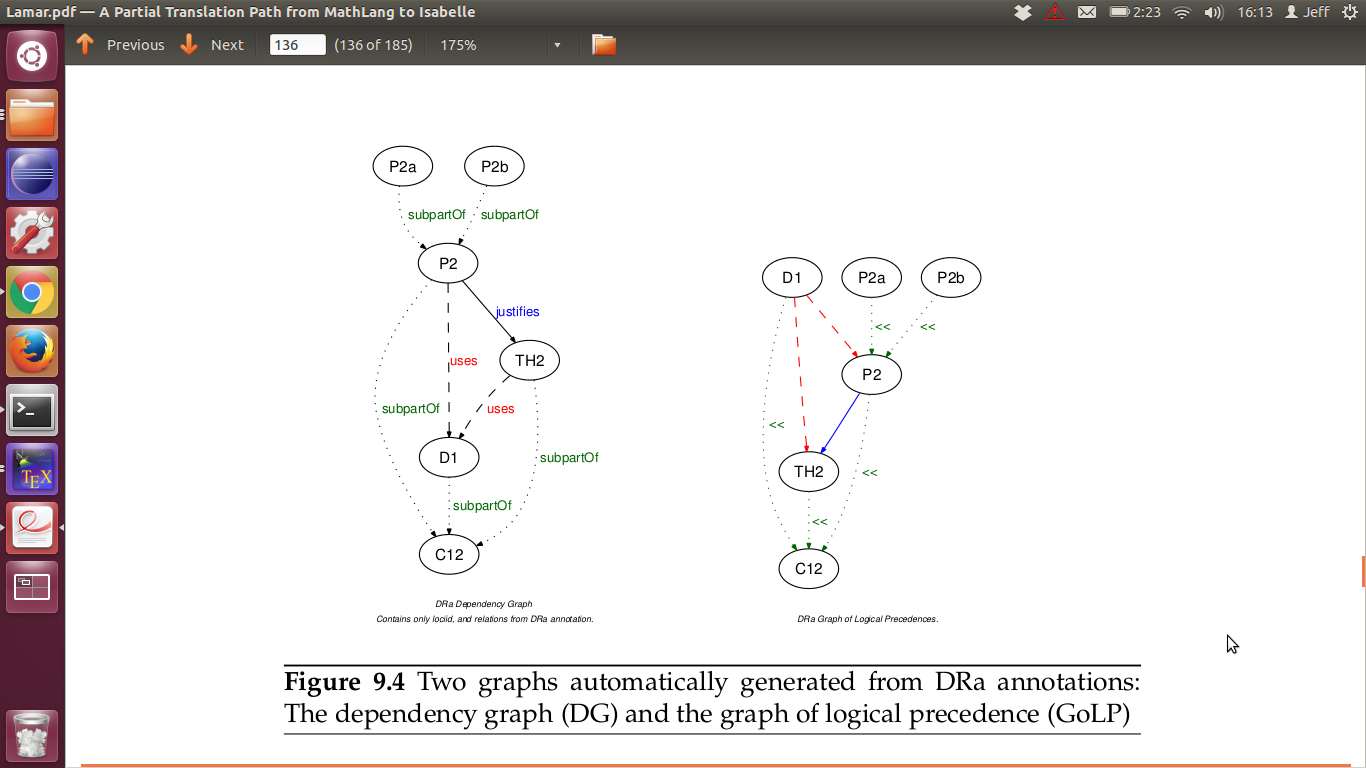 Lamar.pdf — A Partial Translation Path from MathLang to Isabelle
2:23
16:13
Jeff
Previous
Next
136
(136 of 185)
175%
P2a
P2b
subpartOf
subpartOf
P2
justifies
uses
TH2
subpartOf
uses
D1
subpartOf
subpartOf
C12
DRa Dependency Graph
Contains only lociid, and relations from DRa annotation.
D1
P2a
P2b
<<
<<
P2
<<
TH2
<<
<<
C12
DRa Graph of Logical Precedences.
Figure 9.4 Two graphs automatically generated from DRa annotations:
The dependency graph (DG) and the graph of logical precedence (GoLP)
>_
TEX